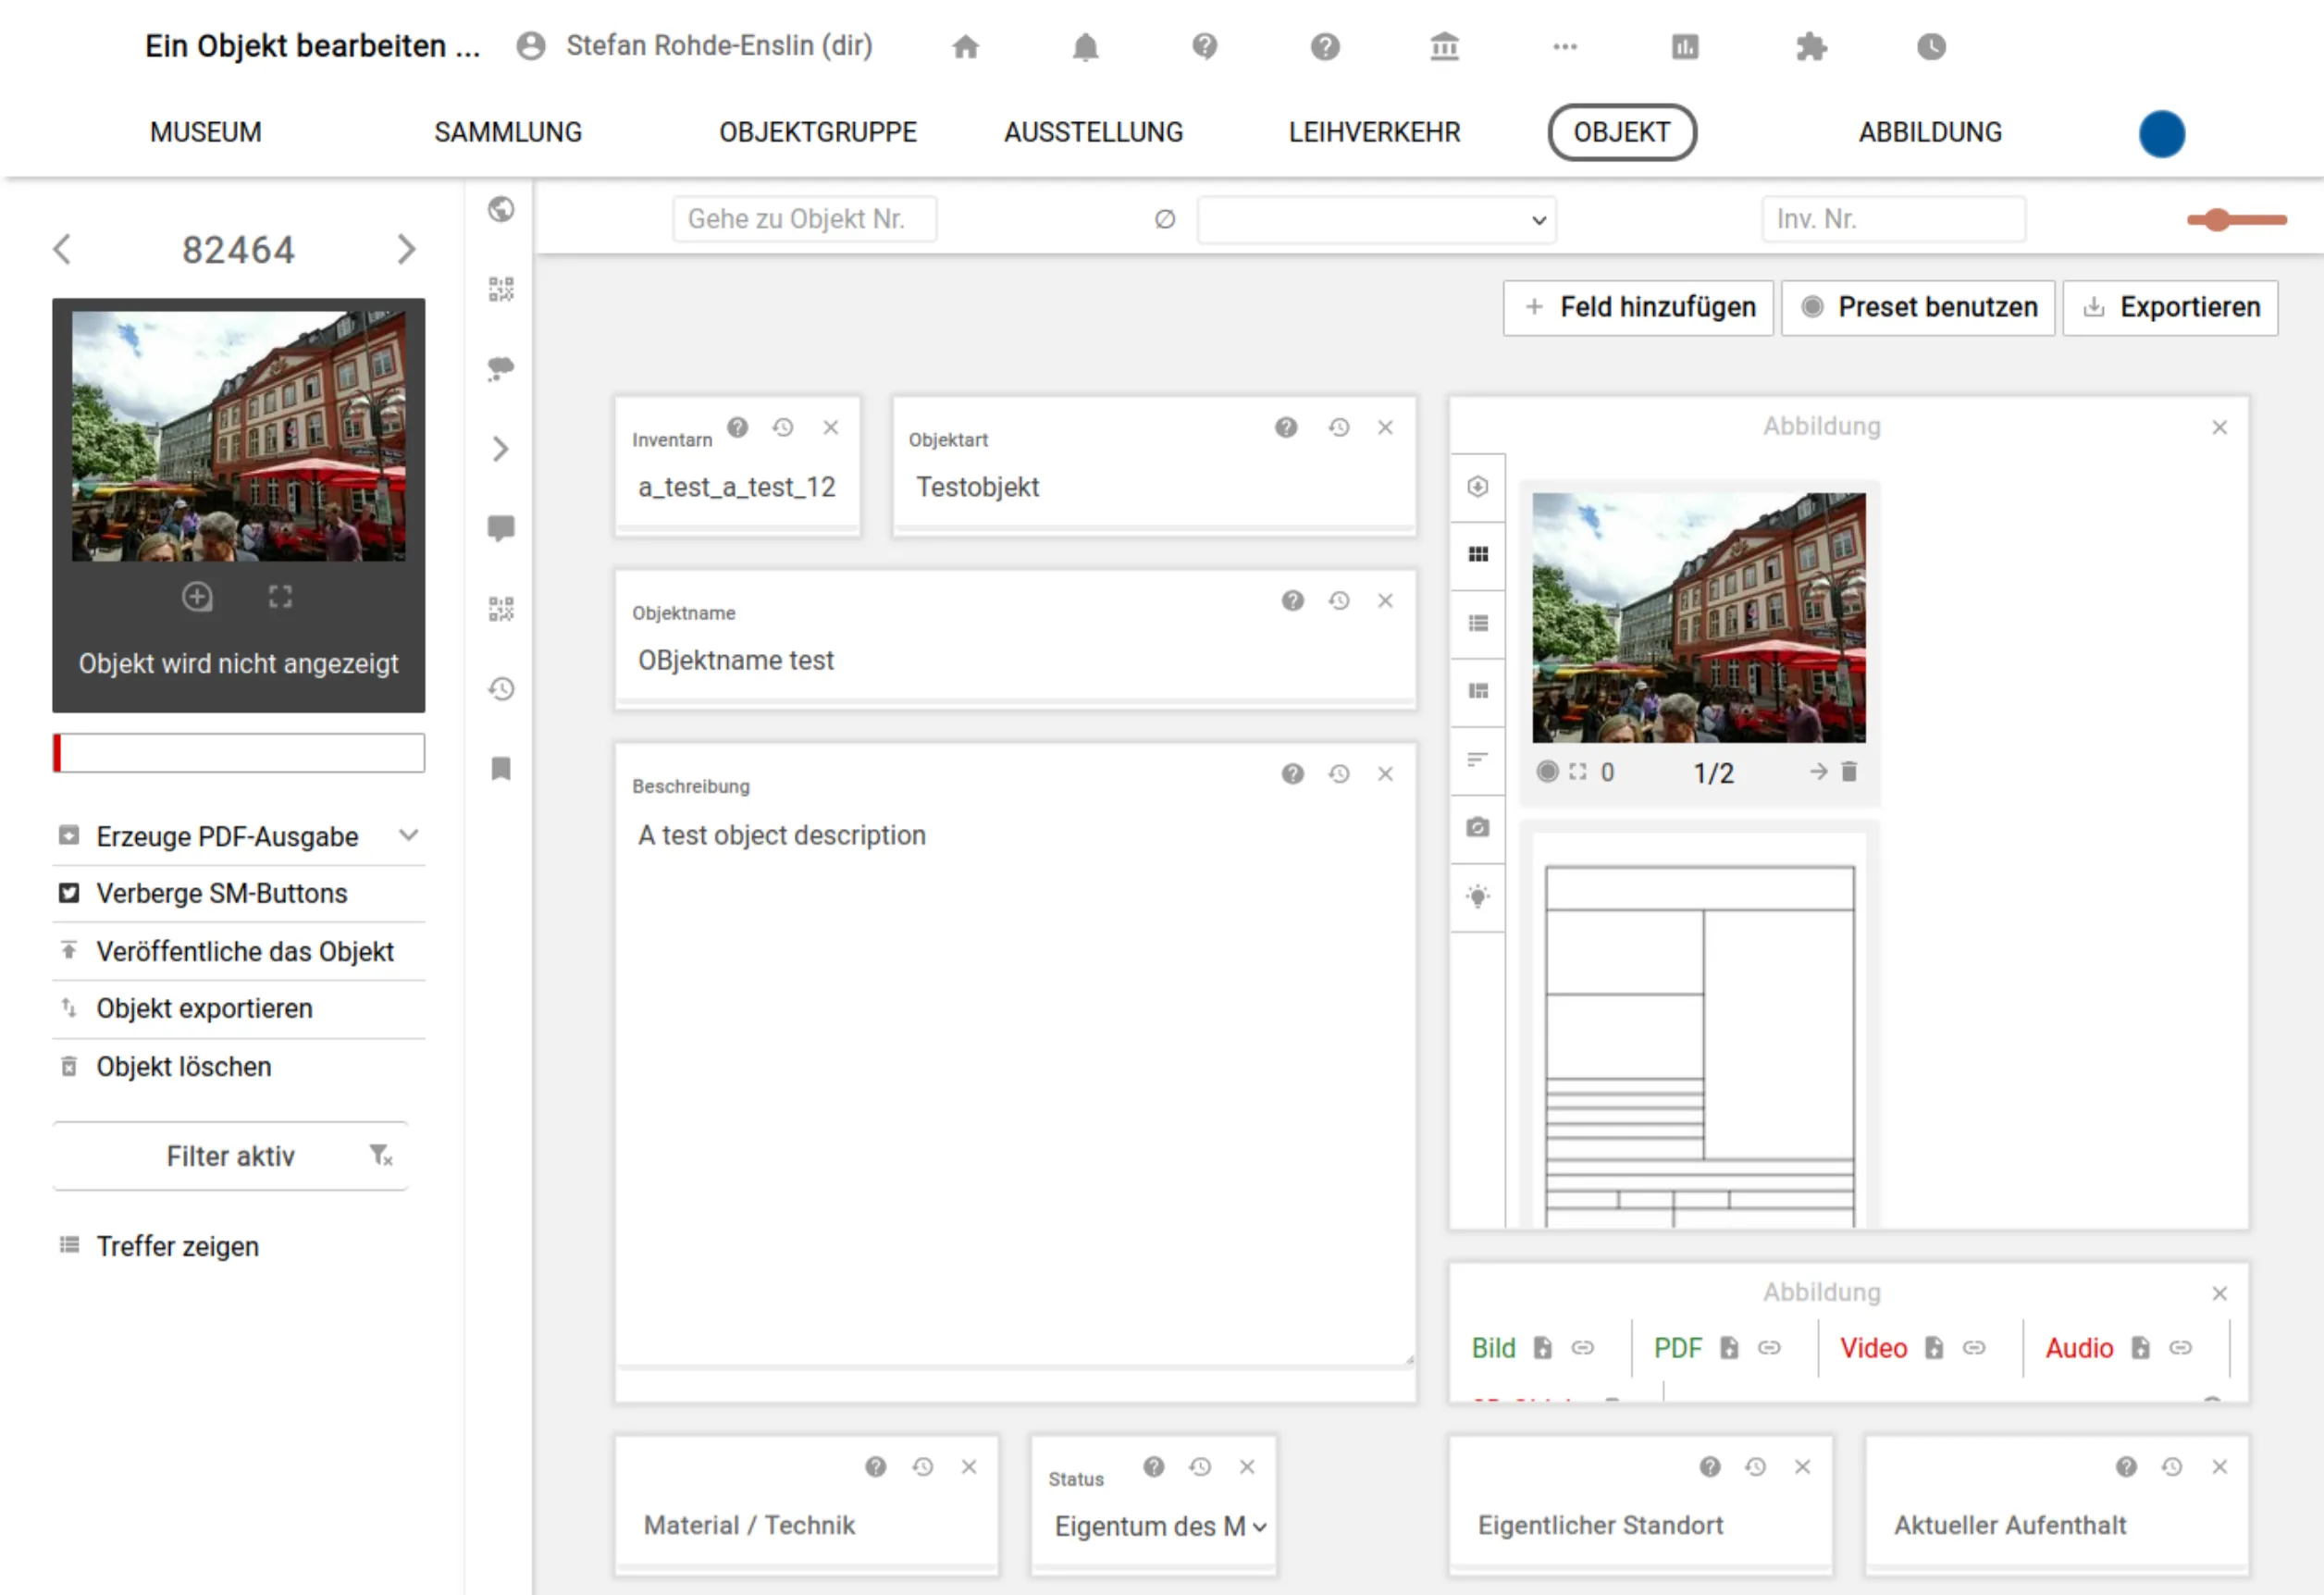 Ein Objekt bearbeiten ... Stefan Rohde-Enslin (dir)
MUSEUM SAMMLUNG OBJEKTGRUPPE AUSSTELLUNG LEIHVERKEHR OBJEKT ABBILDUNG
Gehe zu Objekt Nr. ∅ Inv. Nr.
82464
Objekt wird nicht angezeigt
Erzeuge PDF-Ausgabe
Verberge SM-Buttons
Veröffentliche das Objekt
Objekt exportieren
Objekt löschen
Filter aktiv
Treffer zeigen
+ Feld hinzufügen Preset benutzen Exportieren
Inventarn
a_test_a_test_12
Objektart
Testobjekt
Objektname
OBjektname test
Beschreibung
A test object description
Abbildung
0 1/2
Abbildung
Bild PDF Video Audio
Material / Technik
Status
Eigentum des M
Eigentlicher Standort
Aktueller Aufenthalt